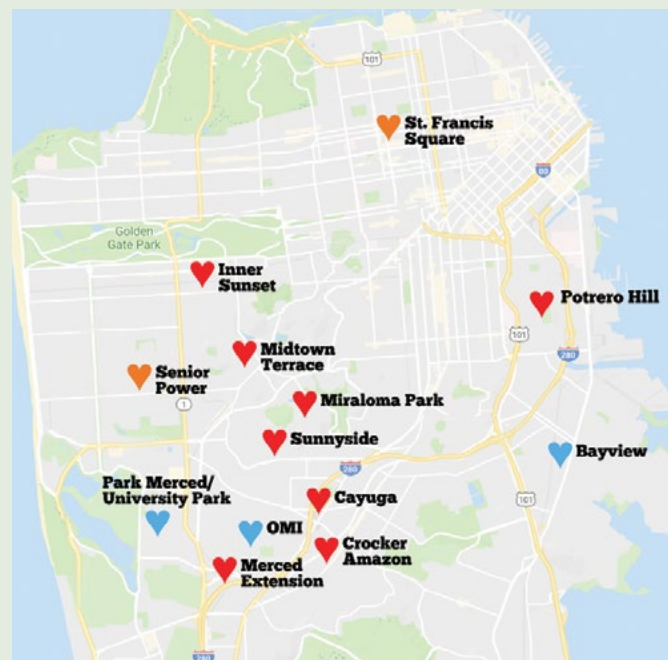 101
St. Francis
Square
80
Golden
Gate Park
Inner
Sunset
Potrero Hill
101
Midtown
Terrace
280
Senior
Power
1
Miraloma Park
Sunnyside
Bayview
280
Park Merced/
University Park
101
Cayuga
OMI
Crocker
Amazon
Merced
Extension
280